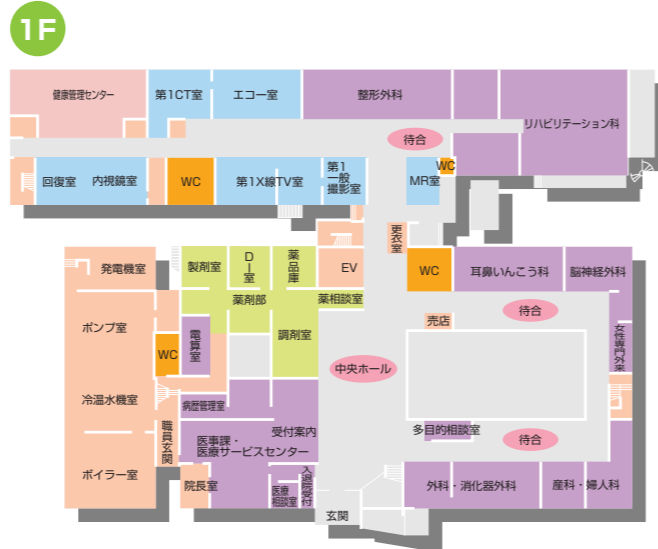 1F
健康管理センター
第1CT室
エコー室
整形外科
リハビリテーション科
待合
回復室
内視鏡室
WC
第1X線TV室
第1
一般
撮影室
MR室
WC
更衣室
発電機室
製剤室
DI室
薬品庫
EV
WC
耳鼻いんこう科
脳神経外科
薬剤部
薬相談室
ポンプ室
電算室
調剤室
売店
待合
女性専門外来
WC
中央ホール
冷温水機室
病歴管理室
職員玄関
受付案内
多目的相談室
待合
医事課・
医療サービスセンター
ボイラー室
院長室
医療
相談室
入退院受付
外科・消化器外科
産科・婦人科
玄関